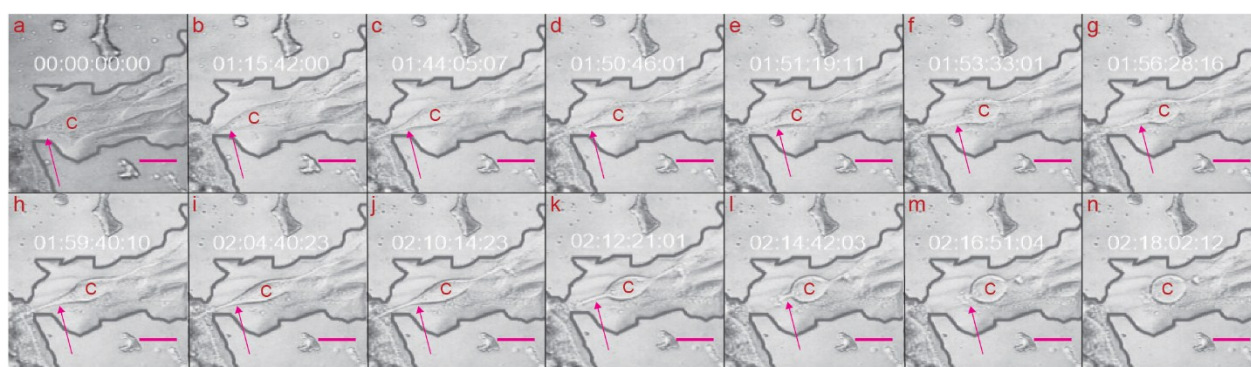 a
00:00:00:00
C
b
01:15:42:00
C
c
01:44:05:07
C
d
01:50:46:01
C
e
01:51:19:11
C
f
01:53:33:01
C
g
01:56:28:16
C
h
01:59:40:10
C
i
02:04:40:23
C
j
02:10:14:23
C
k
02:12:21:01
C
l
02:14:42:03
C
m
02:16:51:04
C
n
02:18:02:12
C